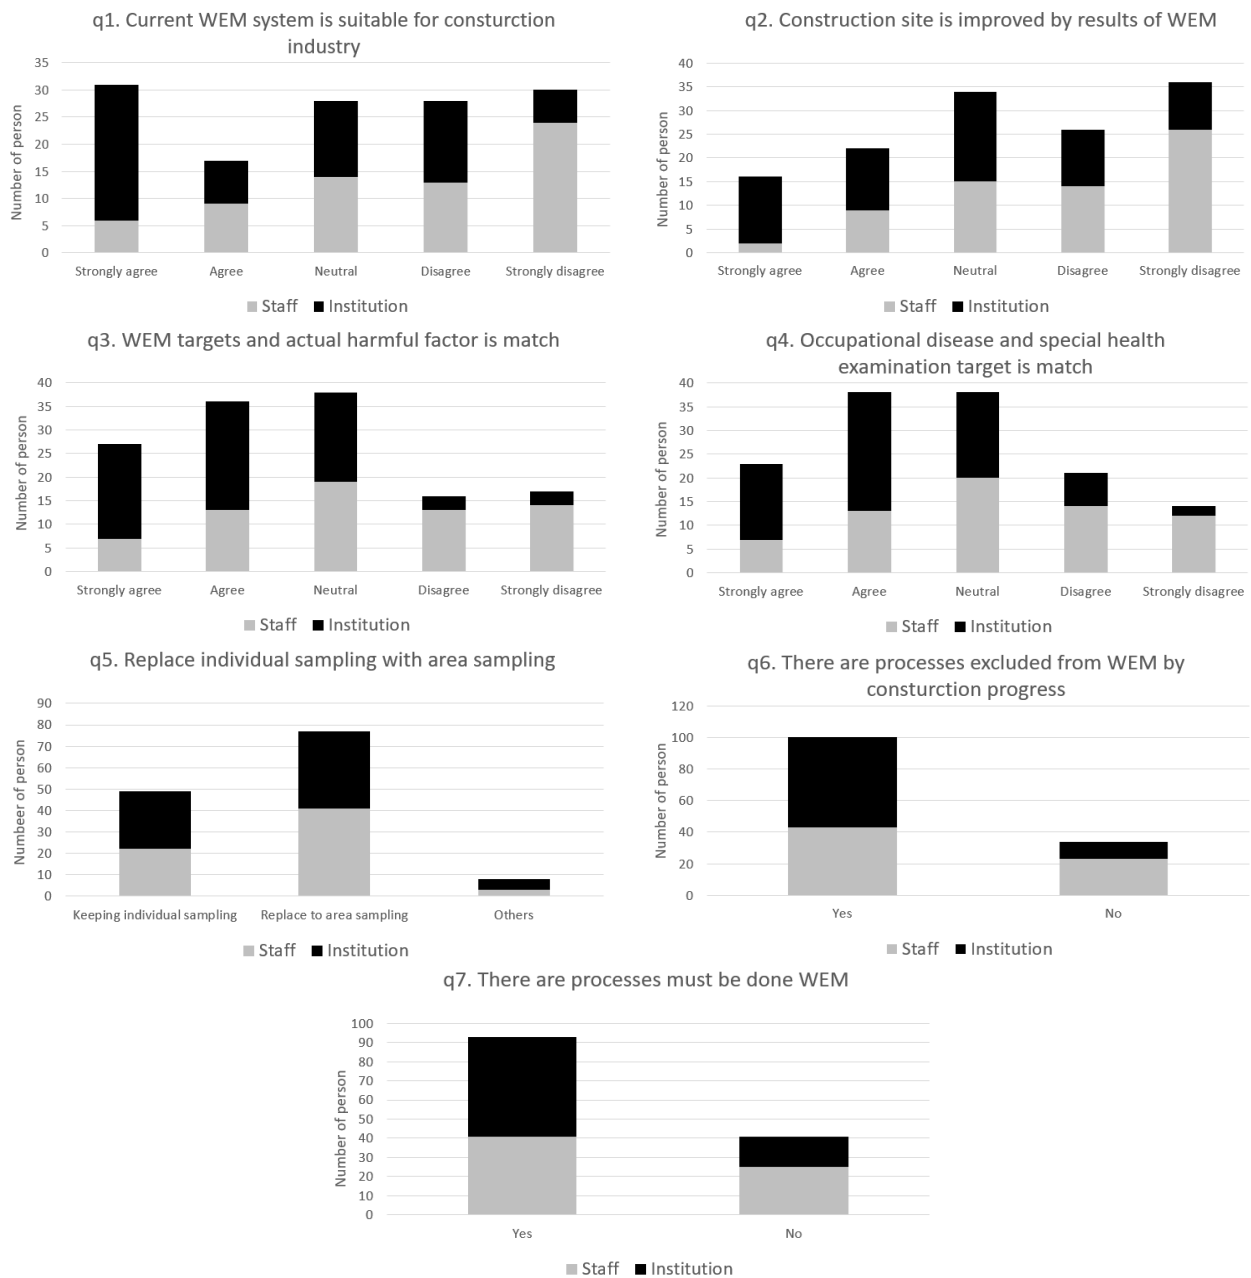 q1. Current WEM system is suitable for consturction
industry
35
30
25
20
15
10
5
0
Number of person
Strongly agree Agree Neutral Disagree Strongly disagree
Staff Institution
q2. Construction site is improved by results of WEM
40
35
30
25
20
15
10
5
0
Number of person
Strongly agree Agree Neutral Disagree Strongly disagree
Staff Institution
q3. WEM targets and actual harmful factor is match
40
35
30
25
20
15
10
5
0
Number of person
Strongly agree Agree Neutral Disagree Strongly disagree
Staff Institution
q4. Occupational disease and special health
examination target is match
40
35
30
25
20
15
10
5
0
Number of person
Strongly agree Agree Neutral Disagree Strongly disagree
Staff Institution
q5. Replace individual sampling with area sampling
90
80
70
60
50
40
30
20
10
0
Numbeer of person
Keeping individual sampling Replace to area sampling Others
Staff Institution
q6. There are processes excluded from WEM by
consturction progress
120
100
80
60
40
20
0
Number of person
Yes No
Staff Institution
q7. There are processes must be done WEM
100
90
80
70
60
50
40
30
20
10
0
Number of person
Yes No
Staff Institution